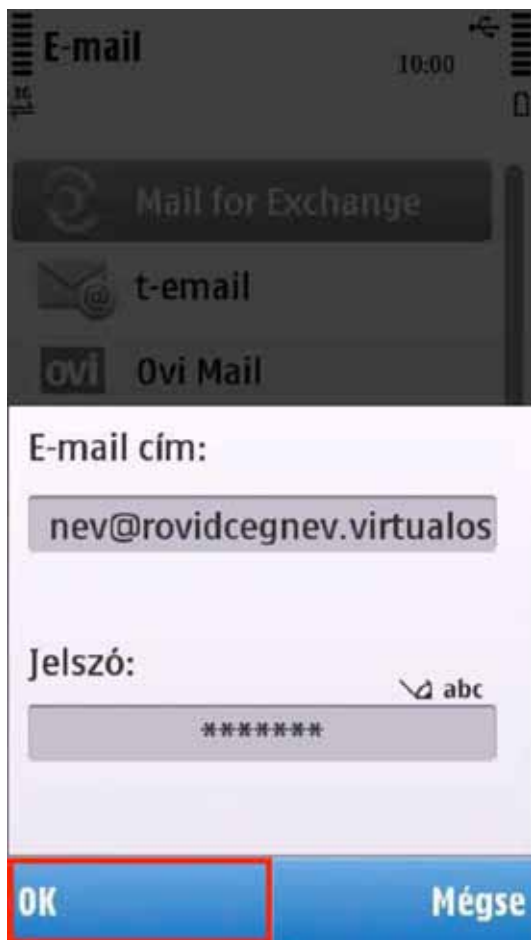 E-mail
10:00
3G
Mail for Exchange
t-email
ovi Ovi Mail
E-mail cím:
nev@rovidcegnev.virtualos
Jelszó:
abc
*******
OK Mégse